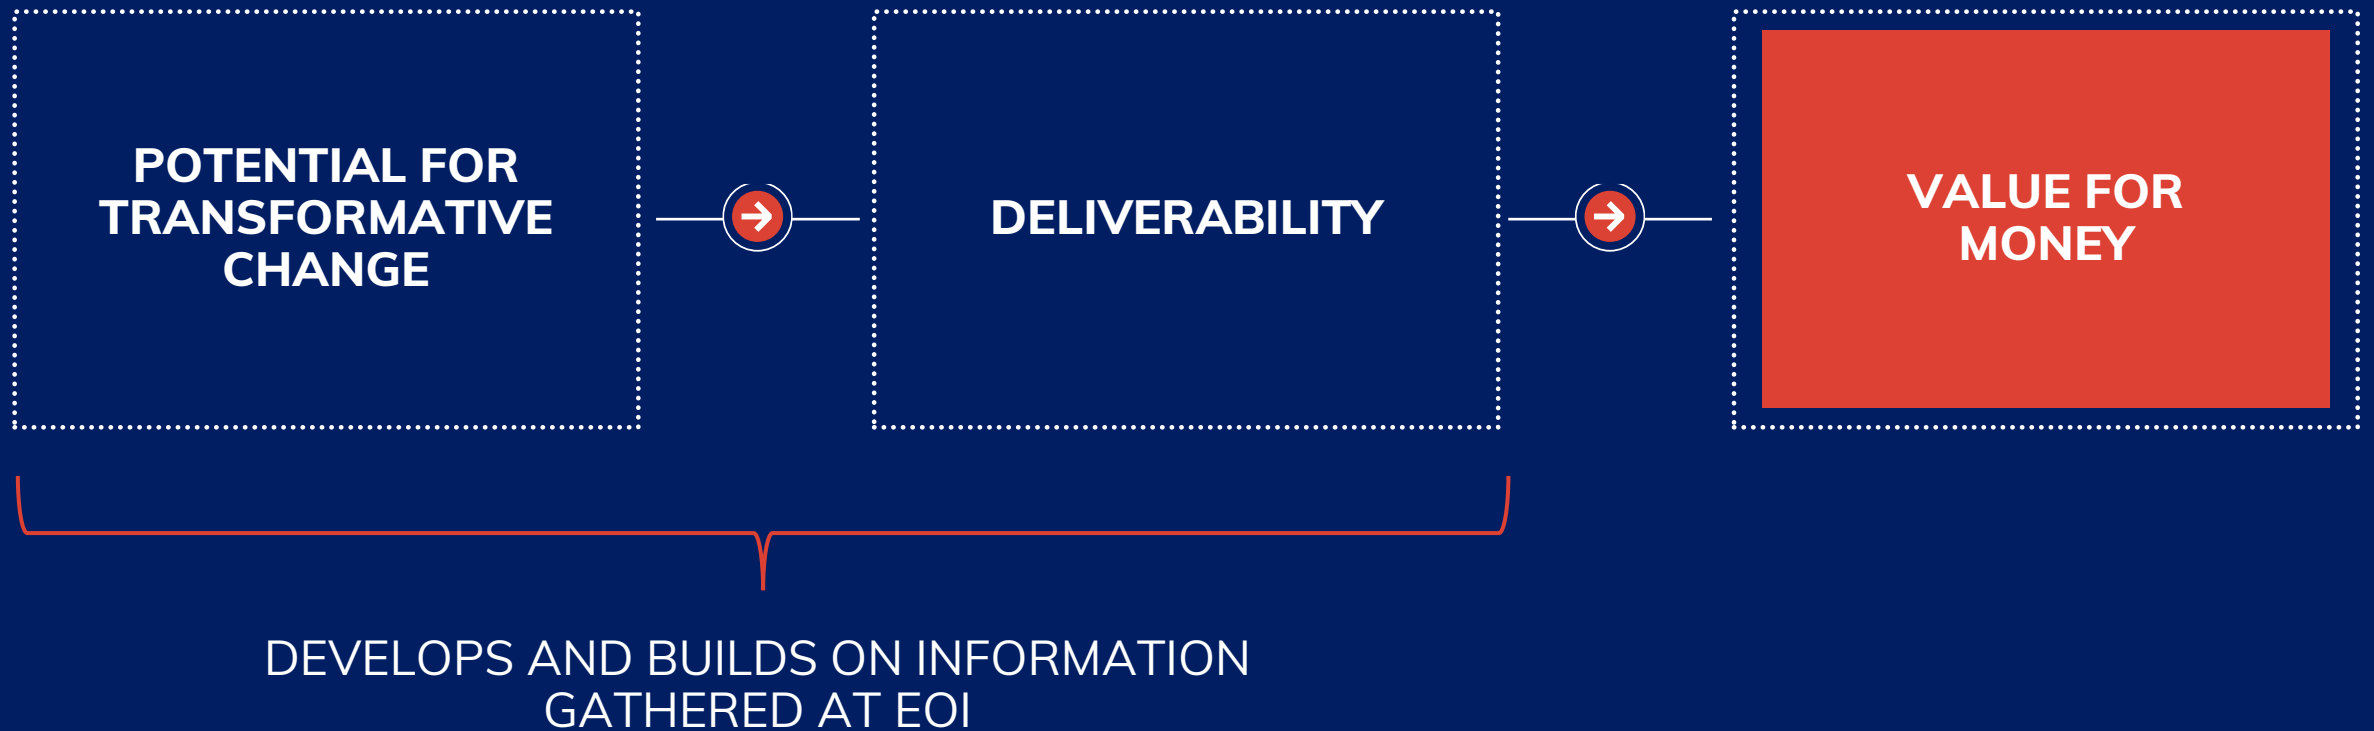 POTENTIAL FOR
TRANSFORMATIVE
CHANGE
DELIVERABILITY
VALUE FOR
MONEY
DEVELOPS AND BUILDS ON INFORMATION
GATHERED AT EOI